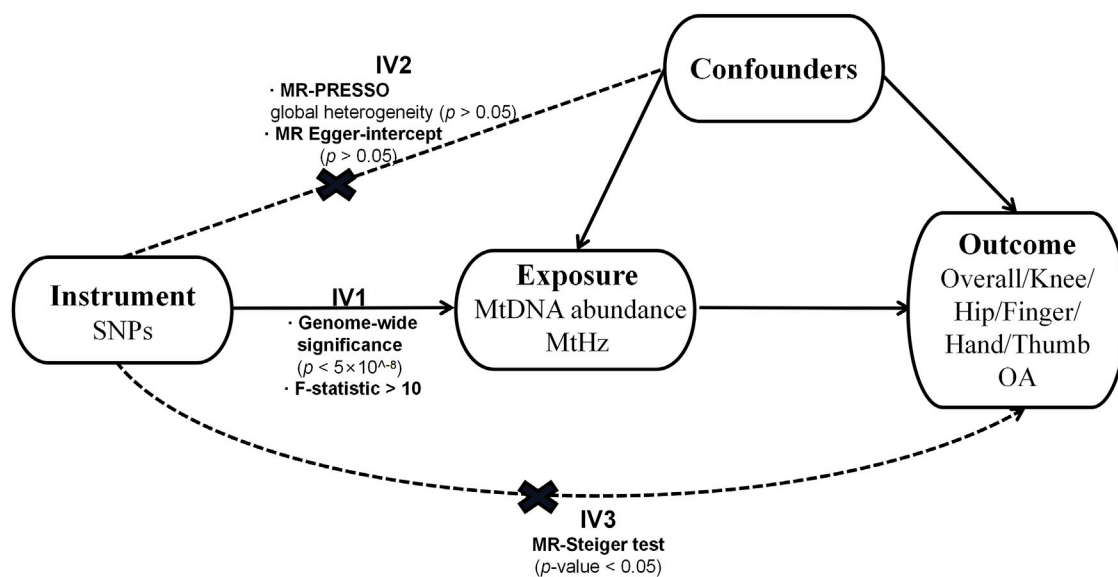 IV2
· MR-PRESSO
global heterogeneity (p > 0.05)
· MR Egger-intercept
(p > 0.05)
Confounders
Instrument
SNPs
IV1
· Genome-wide
significance
(p < 5×10^-⁸)
· F-statistic > 10
Exposure
MtDNA abundance
MtHz
Outcome
Overall/Knee/
Hip/Finger/
Hand/Thumb
OA
IV3
MR-Steiger test
(p-value < 0.05)